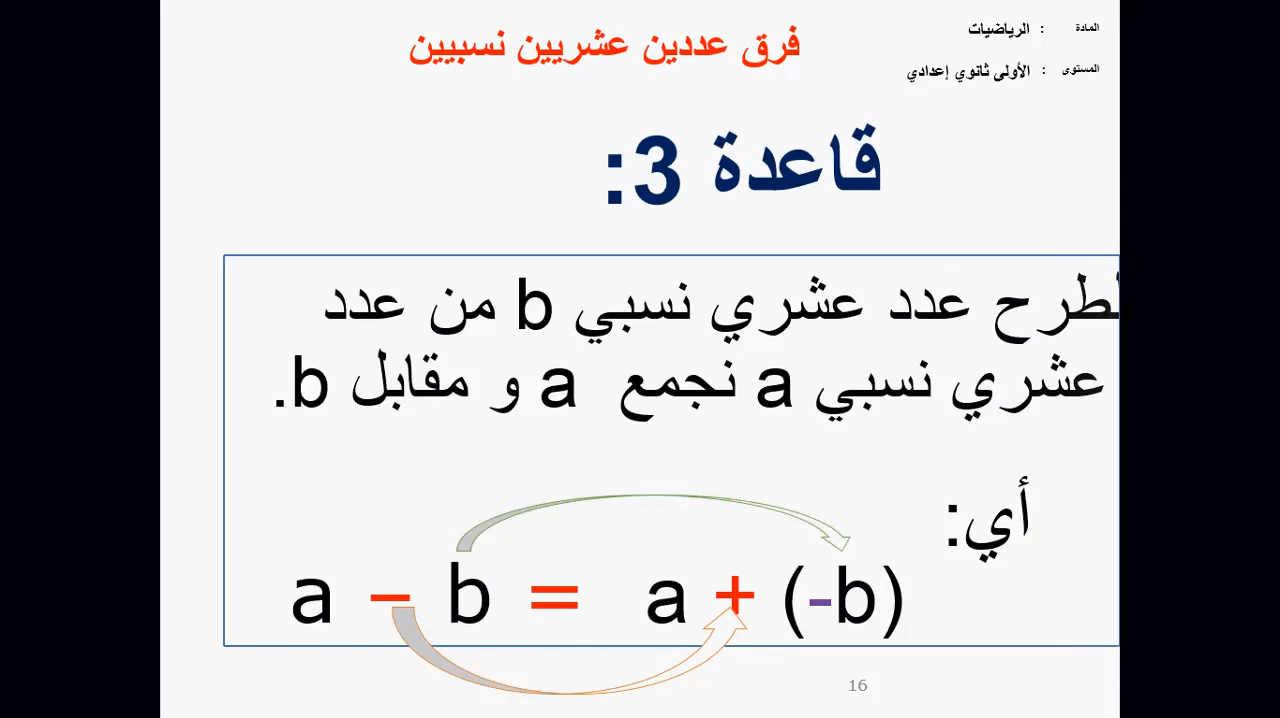 المادة : الرياضيات
المستوى : الأولى ثانوي إعدادي
فرق عددين عشريين نسبيين
قاعدة 3:
لطرح عدد عشري نسبي b من عدد
عشري نسبي a نجمع a و مقابل b.
أي:
a – b = a + (-b)
16